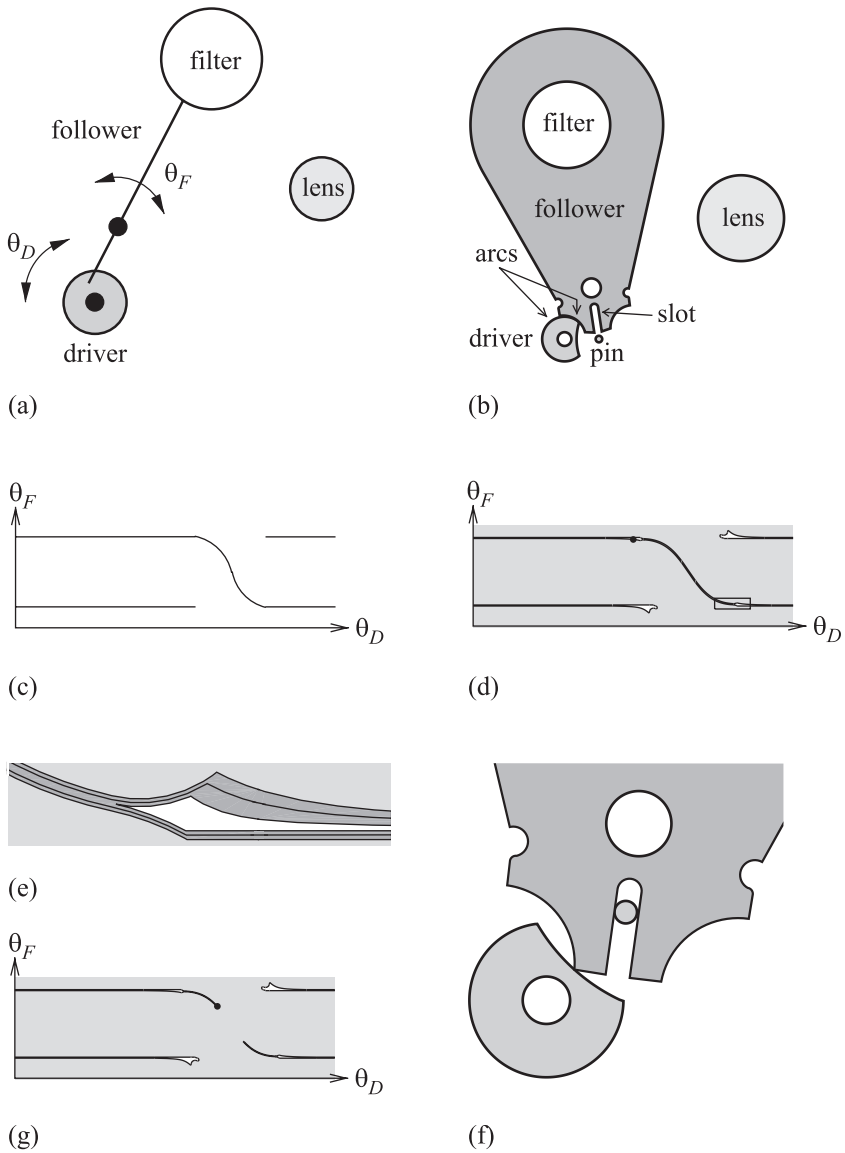 filter
follower
θF
lens
θD
driver
(a)
filter
follower
lens
arcs
slot
driver
pin
(b)
θF
θD
(c)
θF
θD
(d)
(e)
θF
θD
(g)
(f)